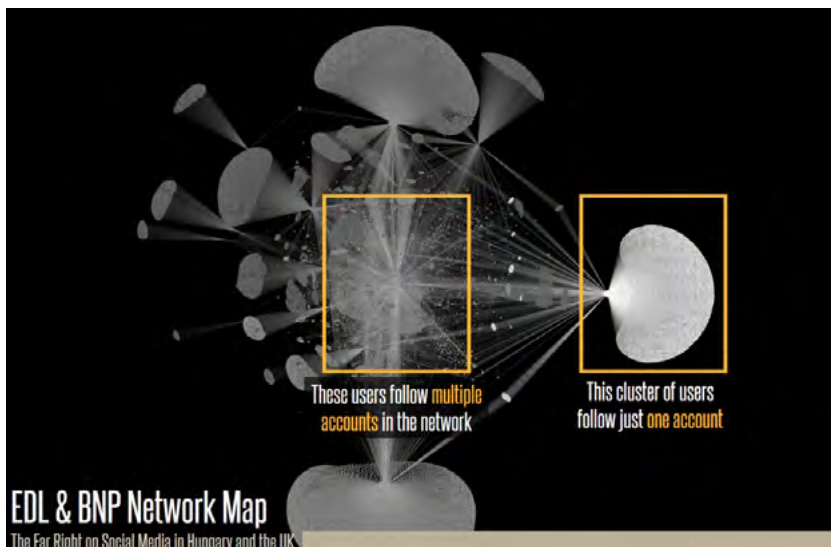 These users follow multiple
accounts in the network
This cluster of users
follow just one account
EDL & BNP Network Map
The Far Right on Social Media in Hungary and the UK